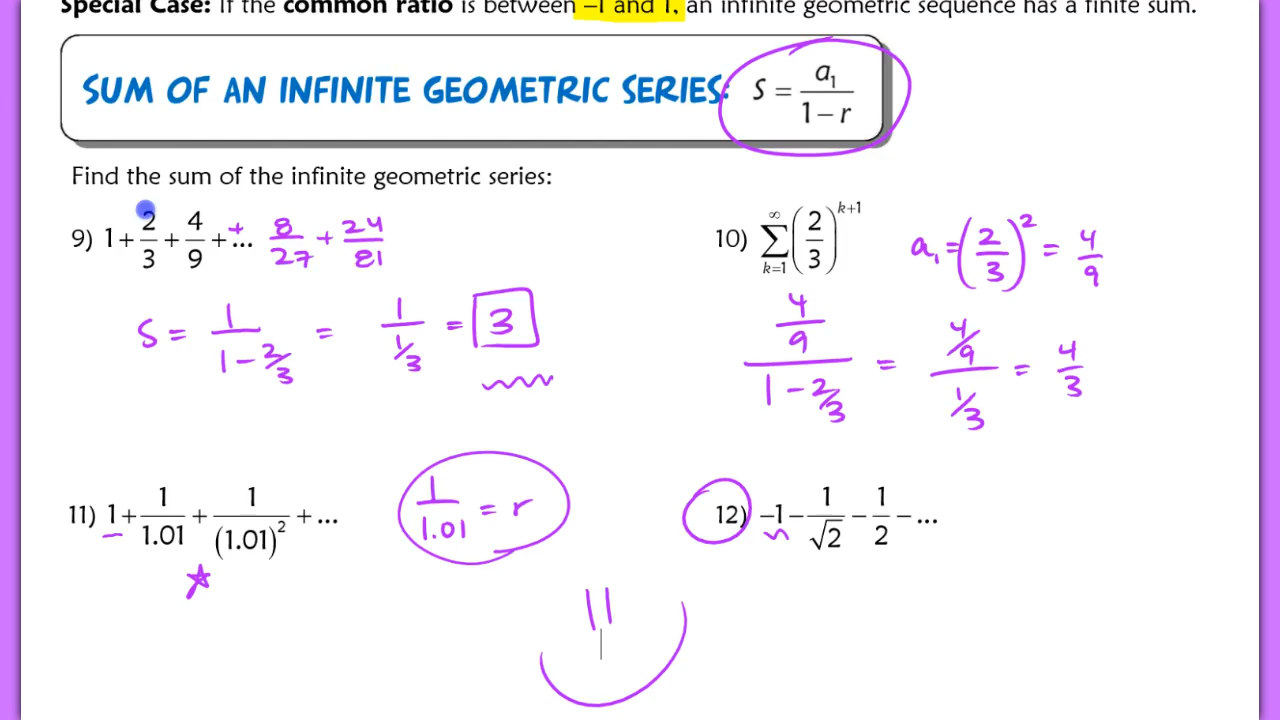 Special Case: If the common ratio is between –1 and 1, an infinite geometric sequence has a finite sum.
SUM OF AN INFINITE GEOMETRIC SERIES: S = a₁/(1 – r)
Find the sum of the infinite geometric series:
9) 1 + 2/3 + 4/9 + ... + 8/27 + 24/81
S = 1/(1 – 2/3) = 1/(1/3) = 3
10) ∞ ∑ k=1 (2/3)^(k+1) a₁ = (2/3)² = 4/9
(4/9)/(1 – 2/3) = (4/9)/(1/3) = 4/3
11) 1 + 1/1.01 + 1/(1.01)² + ... 1/1.01 = r
12) –1 – 1/√2 – 1/2 – ...